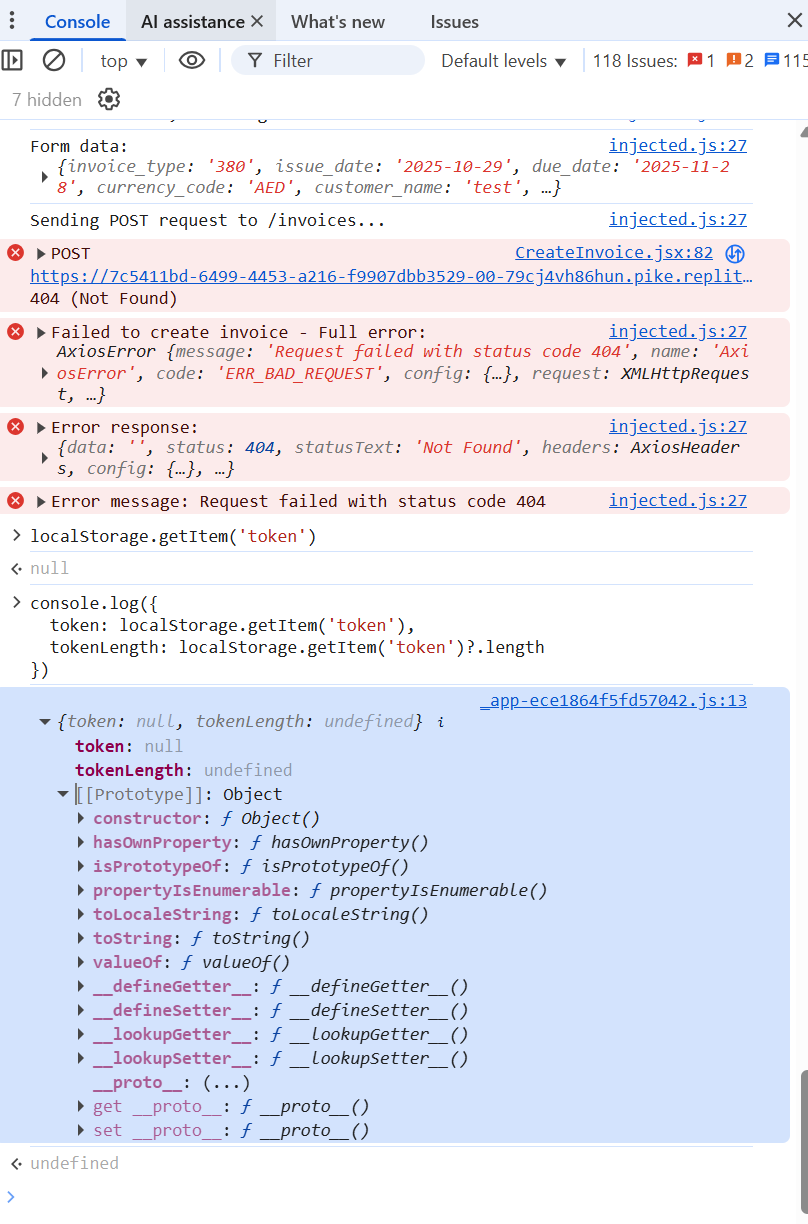 Console AI assistance What's new Issues
top Filter Default levels 118 Issues: 1 2 115
7 hidden
Form data: injected.js:27
{invoice_type: '380', issue_date: '2025-10-29', due_date: '2025-11-2
8', currency_code: 'AED', customer_name: 'test', …}
Sending POST request to /invoices... injected.js:27
POST CreateInvoice.jsx:82
https://7c5411bd-6499-4453-a216-f9907dbb3529-00-79cj4vh86hun.pike.replit…
404 (Not Found)
Failed to create invoice - Full error: injected.js:27
AxiosError {message: 'Request failed with status code 404', name: 'Axi
osError', code: 'ERR_BAD_REQUEST', config: {…}, request: XMLHttpReques
t, …}
Error response: injected.js:27
{data: '', status: 404, statusText: 'Not Found', headers: AxiosHeader
s, config: {…}, …}
Error message: Request failed with status code 404 injected.js:27
> localStorage.getItem('token')
null
> console.log({
token: localStorage.getItem('token'),
tokenLength: localStorage.getItem('token')?.length
})
_app-ece1864f5fd57042.js:13
{token: null, tokenLength: undefined} i
token: null
tokenLength: undefined
[[Prototype]]: Object
constructor: ƒ Object()
hasOwnProperty: ƒ hasOwnProperty()
isPrototypeOf: ƒ isPrototypeOf()
propertyIsEnumerable: ƒ propertyIsEnumerable()
toLocaleString: ƒ toLocaleString()
toString: ƒ toString()
valueOf: ƒ valueOf()
__defineGetter__: ƒ __defineGetter__()
__defineSetter__: ƒ __defineSetter__()
__lookupGetter__: ƒ __lookupGetter__()
__lookupSetter__: ƒ __lookupSetter__()
__proto__: (...)
get __proto__: ƒ __proto__()
set __proto__: ƒ __proto__()
undefined
>